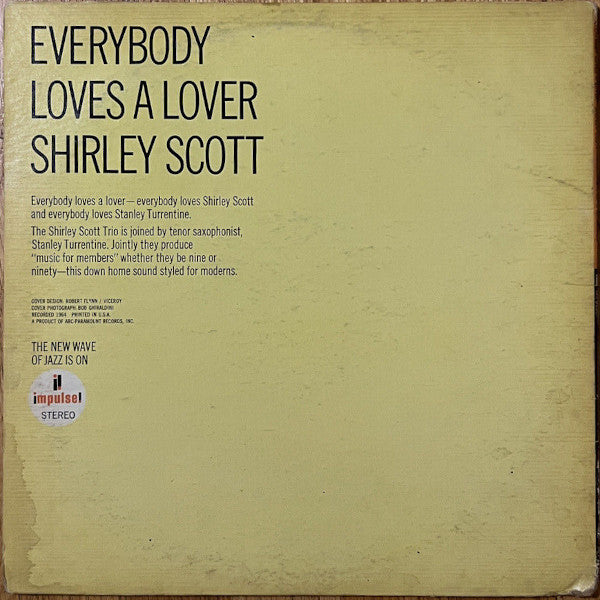 EVERYBODY
LOVES A LOVER
SHIRLEY SCOTT
Everybody loves a lover—everybody loves Shirley Scott
and everybody loves Stanley Turrentine.
The Shirley Scott Trio is joined by tenor saxophonist,
Stanley Turrentine. Jointly they produce
"music for members" whether they be nine or
ninety—this down home sound styled for moderns.
COVER DESIGN: ROBERT FLYNN / VICEROY
COVER PHOTOGRAPH: BOB GHIRALDINI
RECORDED 1964 PRINTED IN U.S.A.
A PRODUCT OF ABC-PARAMOUNT RECORDS, INC.
THE NEW WAVE
OF JAZZ IS ON
impulse!
STEREO